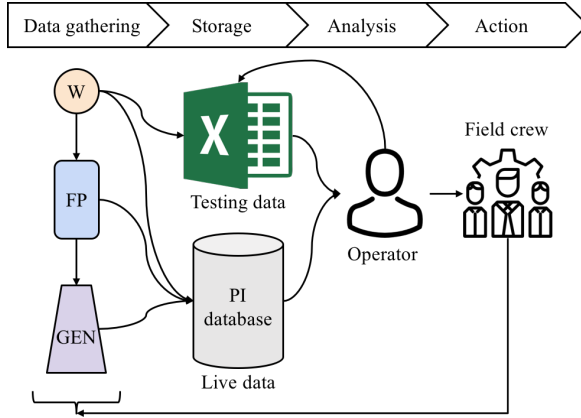 Data gathering
Storage
Analysis
Action
W
X
Testing data
FP
Field crew
Operator
PI
database
GEN
Live data